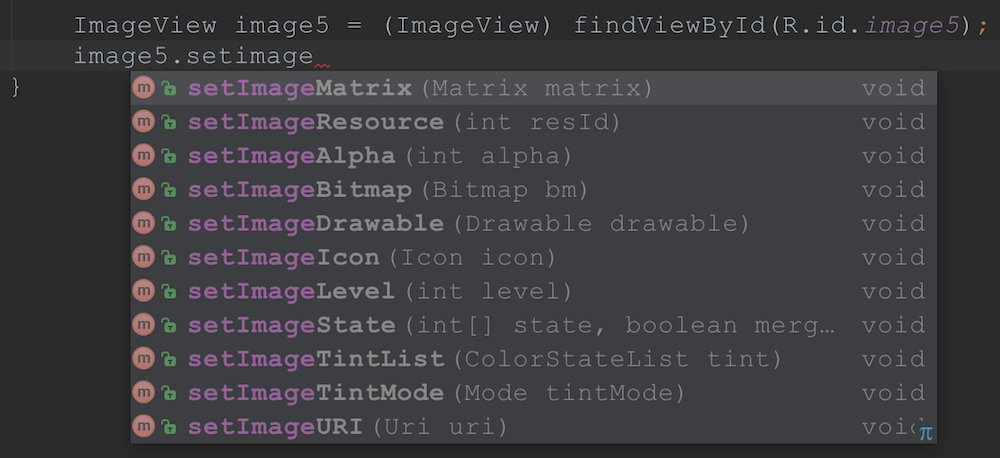 ImageView image5 = (ImageView) findViewById(R.id.image5);
image5.setimage
}
m setImageMatrix(Matrix matrix) void
m setImageResource(int resId) void
m setImageAlpha(int alpha) void
m setImageBitmap(Bitmap bm) void
m setImageDrawable(Drawable drawable) void
m setImageIcon(Icon icon) void
m setImageLevel(int level) void
m setImageState(int[] state, boolean merg… void
m setImageTintList(ColorStateList tint) void
m setImageTintMode(Mode tintMode) void
m setImageURI(Uri uri) void
π